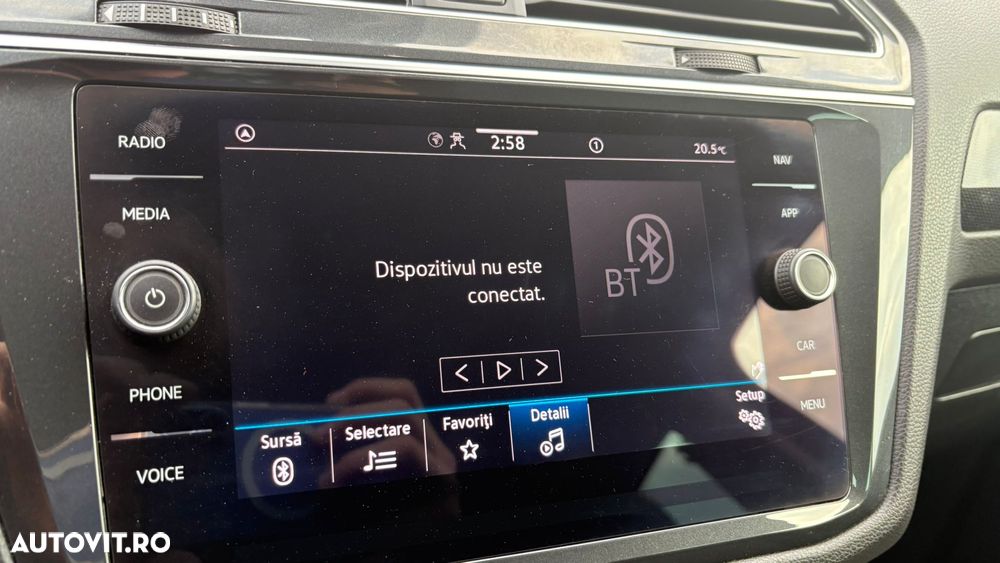 RADIO
MEDIA
PHONE
VOICE
2:58
1
20.5°C
Dispozitivul nu este
conectat.
BT
Sursă
Selectare
Favoriți
Detalii
Setup
NAV
APP
CAR
MENU
AUTOVIT.RO